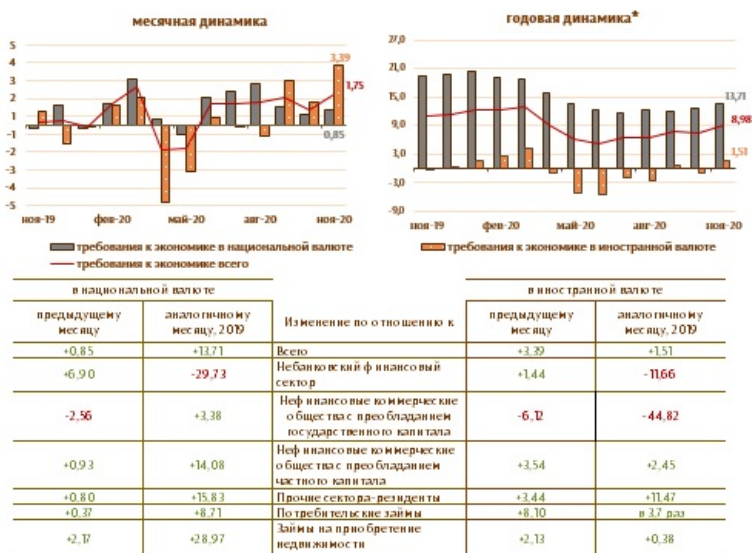 месячная динамика
годовая динамика*
5
4
3
2
1
-1
-2
-3
-4
-5
3,39
1,75
0,85
ноя-19 фев-20 май-20 авг-20 ноя-20
27,0
21,0
15,0
9,0
3,0
-3,0
-9,0
13,71
8,98
1,51
ноя-19 фев-20 май-20 авг-20 ноя-20
требования к экономике в национальной валюте
требования к экономике в иностранной валюте
требования к экономике всего
в национальной валюте
в иностранной валюте
предыдущему месяцу
аналогичному месяцу, 2019
Изменение по отношению к
предыдущему месяцу
аналогичному месяцу, 2019
+0,85 +13,71 Всего +3,39 +1,51
+6,90 -29,73 Небанковский финансовый сектор +1,44 -11,66
-2,56 +3,38 Нефинансовые коммерческие общества с преобладанием государственного капитала -6,12 -44,82
+0,93 +14,08 Нефинансовые коммерческие общества с преобладанием частного капитала +3,54 +2,45
+0,80 +15,83 Прочие сектора-резиденты +3,44 +11,47
+0,37 +8,71 Потребительские займы +8,10 в 3,7 раз
+2,17 +28,97 Займы на приобретение недвижимости +2,13 +0,38